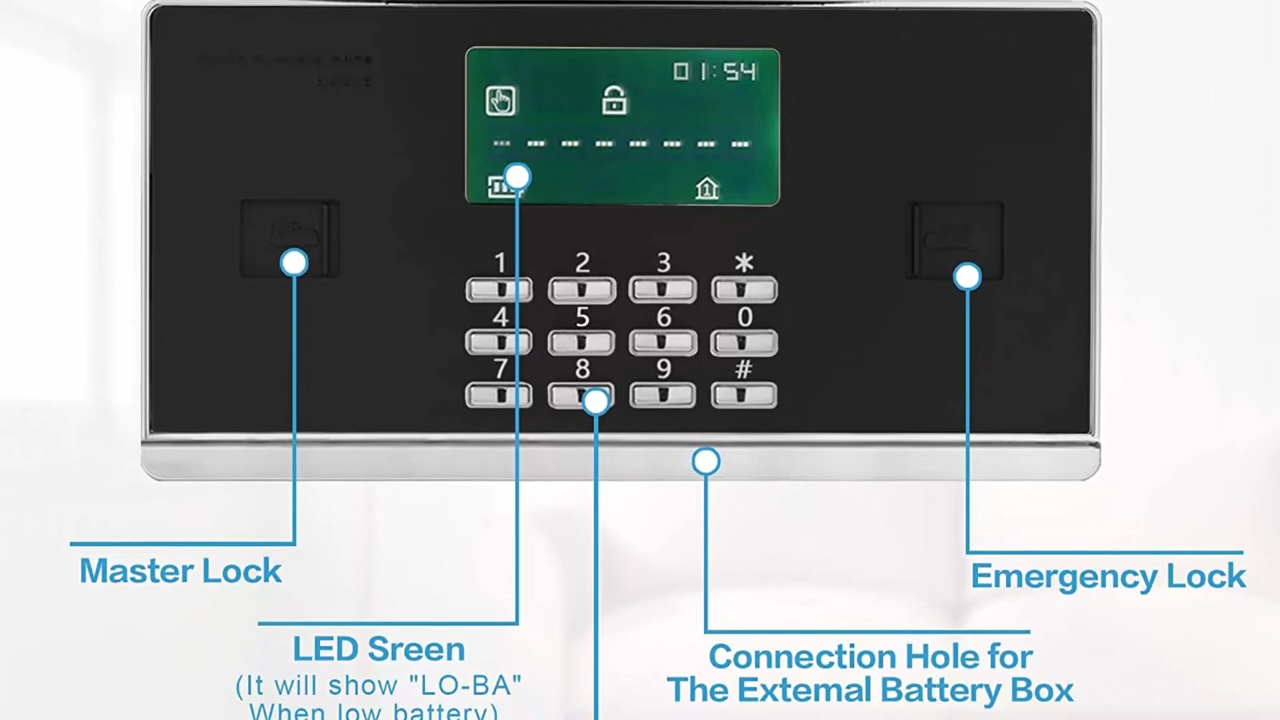 01:54
1
1 2 3 *
4 5 6 0
7 8 9 #
Master Lock
Emergency Lock
LED Sreen
(It will show "LO-BA"
When low battery)
Connection Hole for
The Extemal Battery Box